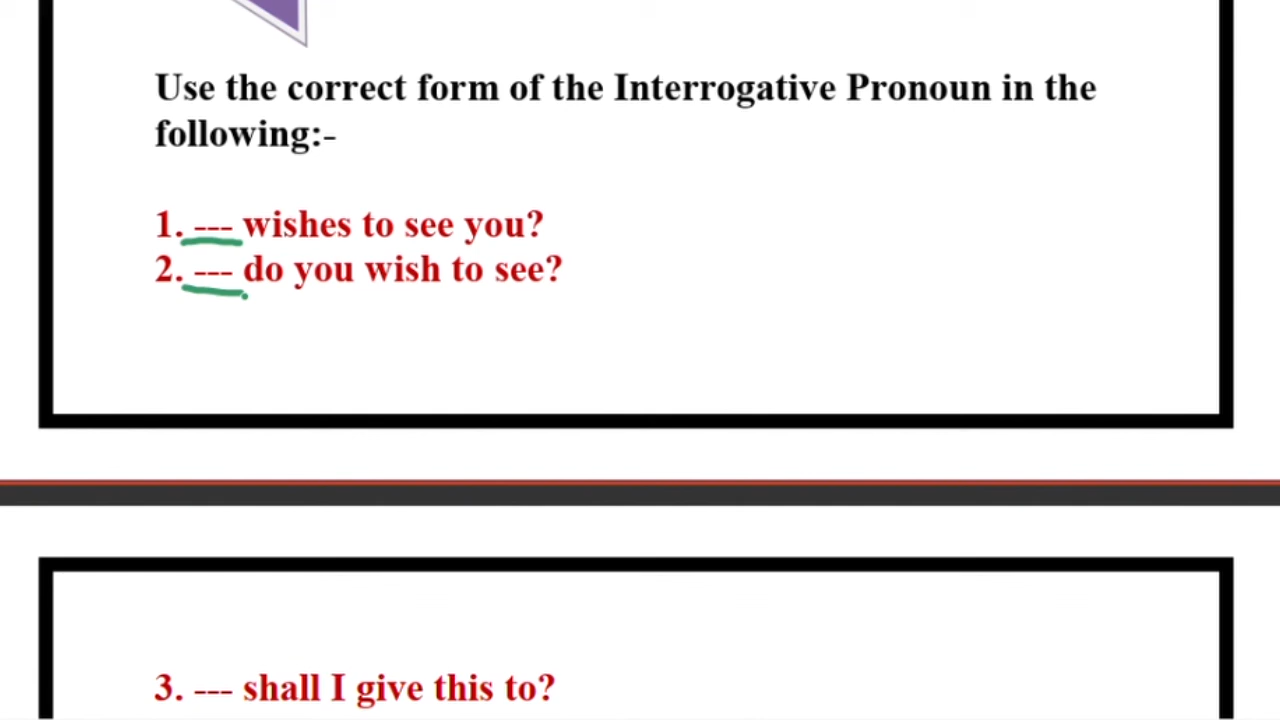 Use the correct form of the Interrogative Pronoun in the
following:-
1. --- wishes to see you?
2. --- do you wish to see?
3. --- shall I give this to?